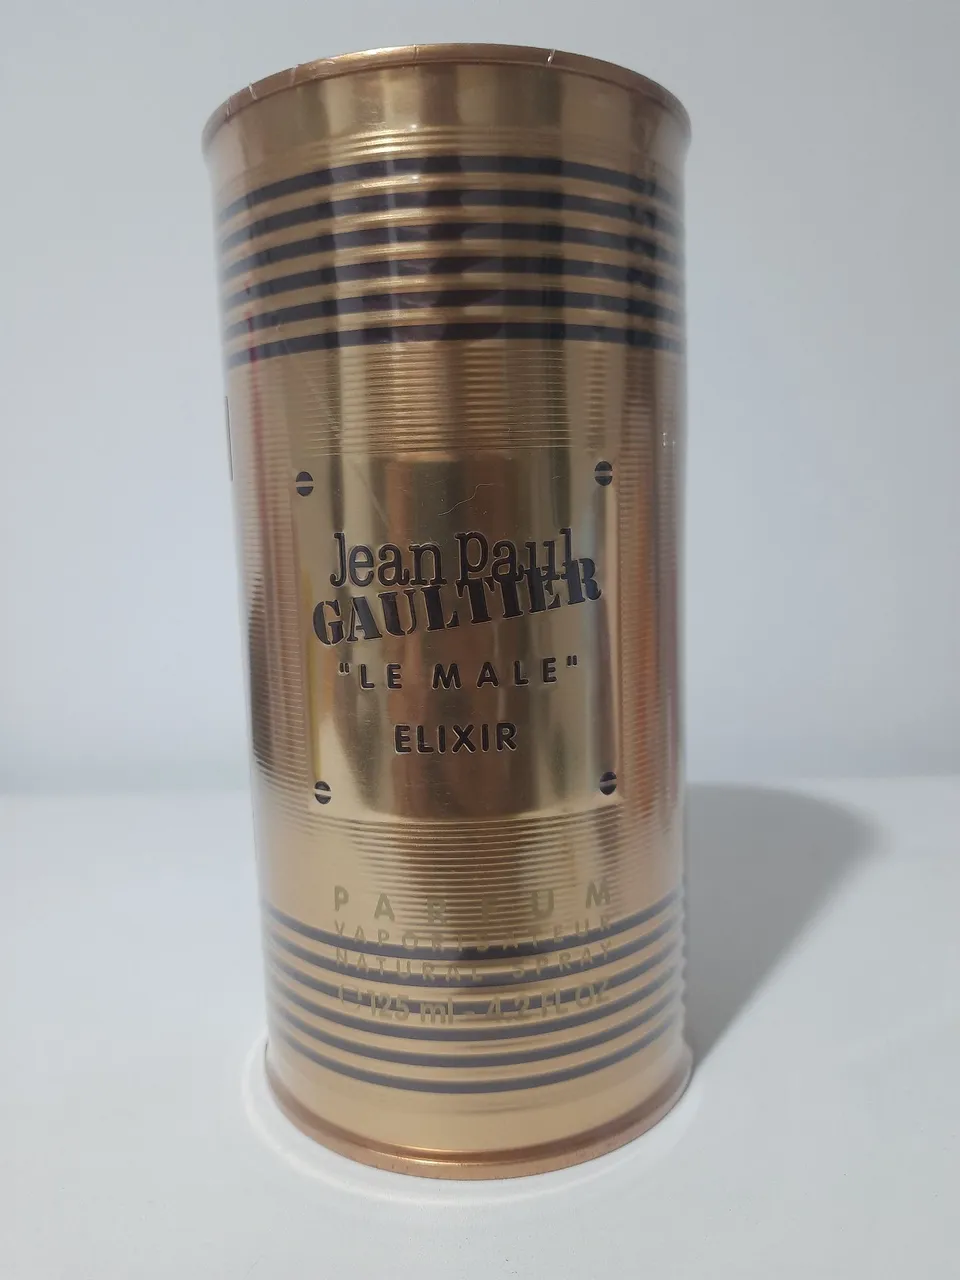 Jean Paul
GAULTIER
"LE MALE"
ELIXIR
PARFUM
VAPORISATEUR
NATURAL SPRAY
125 ml - 4.2 FL OZ